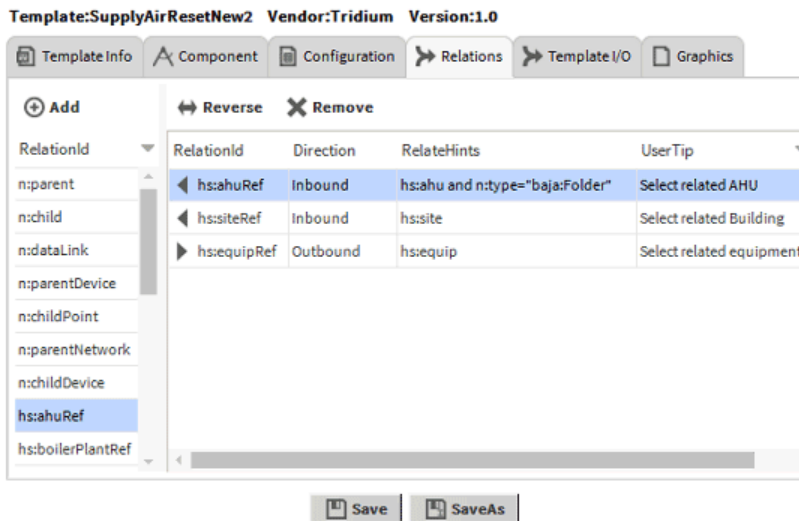 Template:SupplyAirResetNew2 Vendor:Tridium Version:1.0
Template Info Component Configuration Relations Template I/O Graphics
Add Reverse Remove
RelationId RelationId Direction RelateHints UserTip
n:parent hs:ahuRef Inbound hs:ahu and n:type="baja:Folder" Select related AHU
n:child hs:siteRef Inbound hs:site Select related Building
n:dataLink hs:equipRef Outbound hs:equip Select related equipment
n:parentDevice
n:childPoint
n:parentNetwork
n:childDevice
hs:ahuRef
hs:boilerPlantRef
Save SaveAs